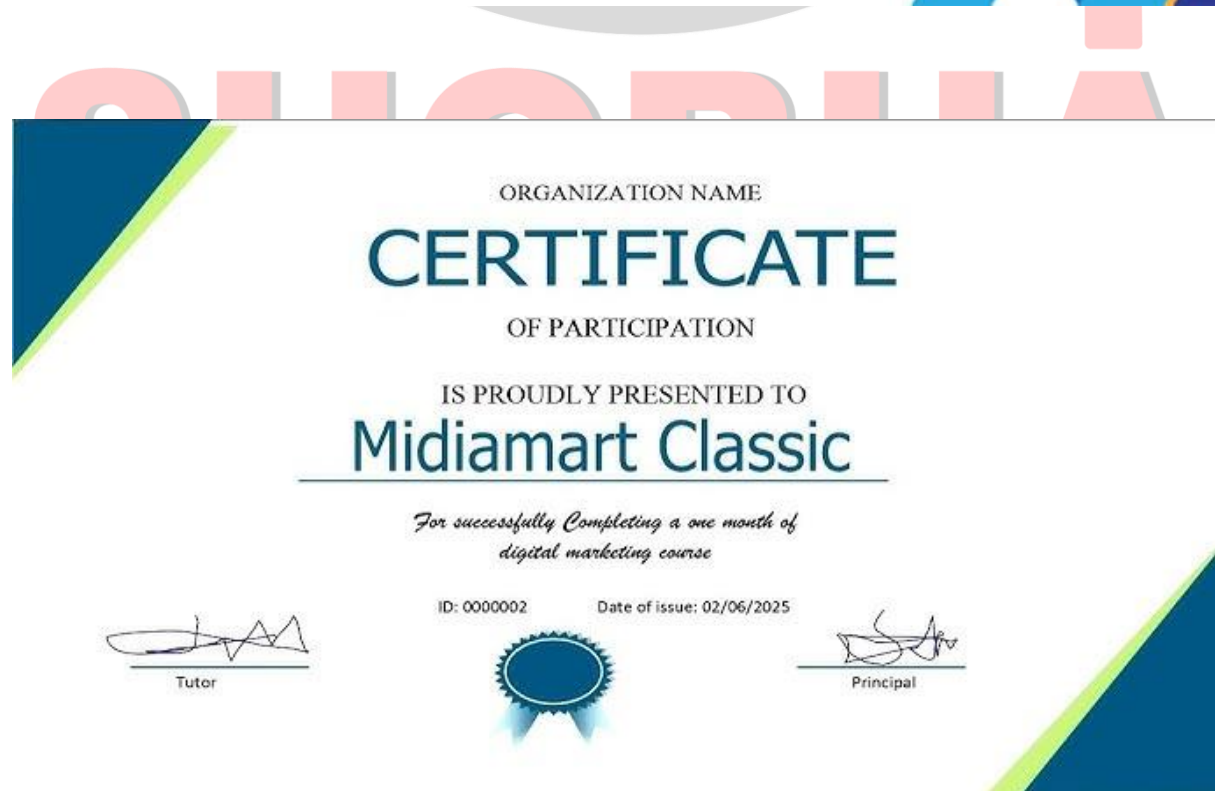 ORGANIZATION NAME
CERTIFICATE
OF PARTICIPATION
IS PROUDLY PRESENTED TO
Midiamart Classic
For successfully Completing a one month of
digital marketing course
ID: 0000002 Date of issue: 02/06/2025
Tutor Principal